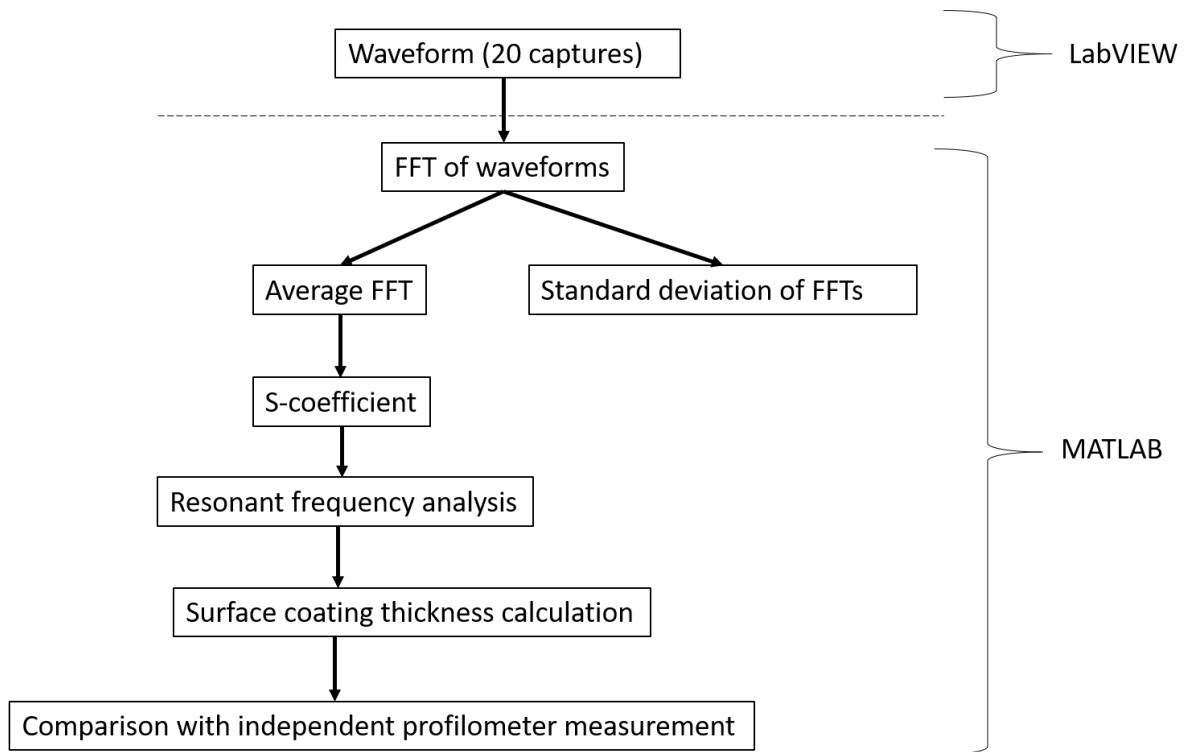 Waveform (20 captures)
LabVIEW
FFT of waveforms
Average FFT
Standard deviation of FFTs
S-coefficient
MATLAB
Resonant frequency analysis
Surface coating thickness calculation
Comparison with independent profilometer measurement